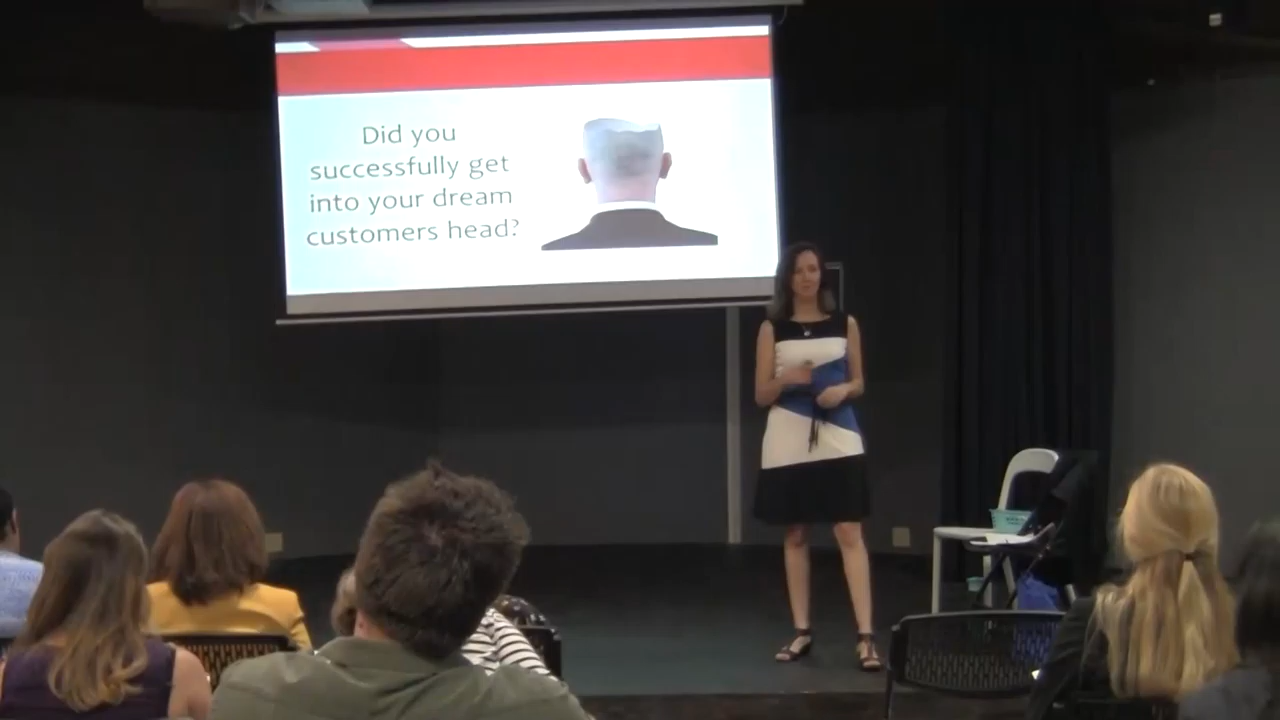 Did you
successfully get
into your dream
customers head?